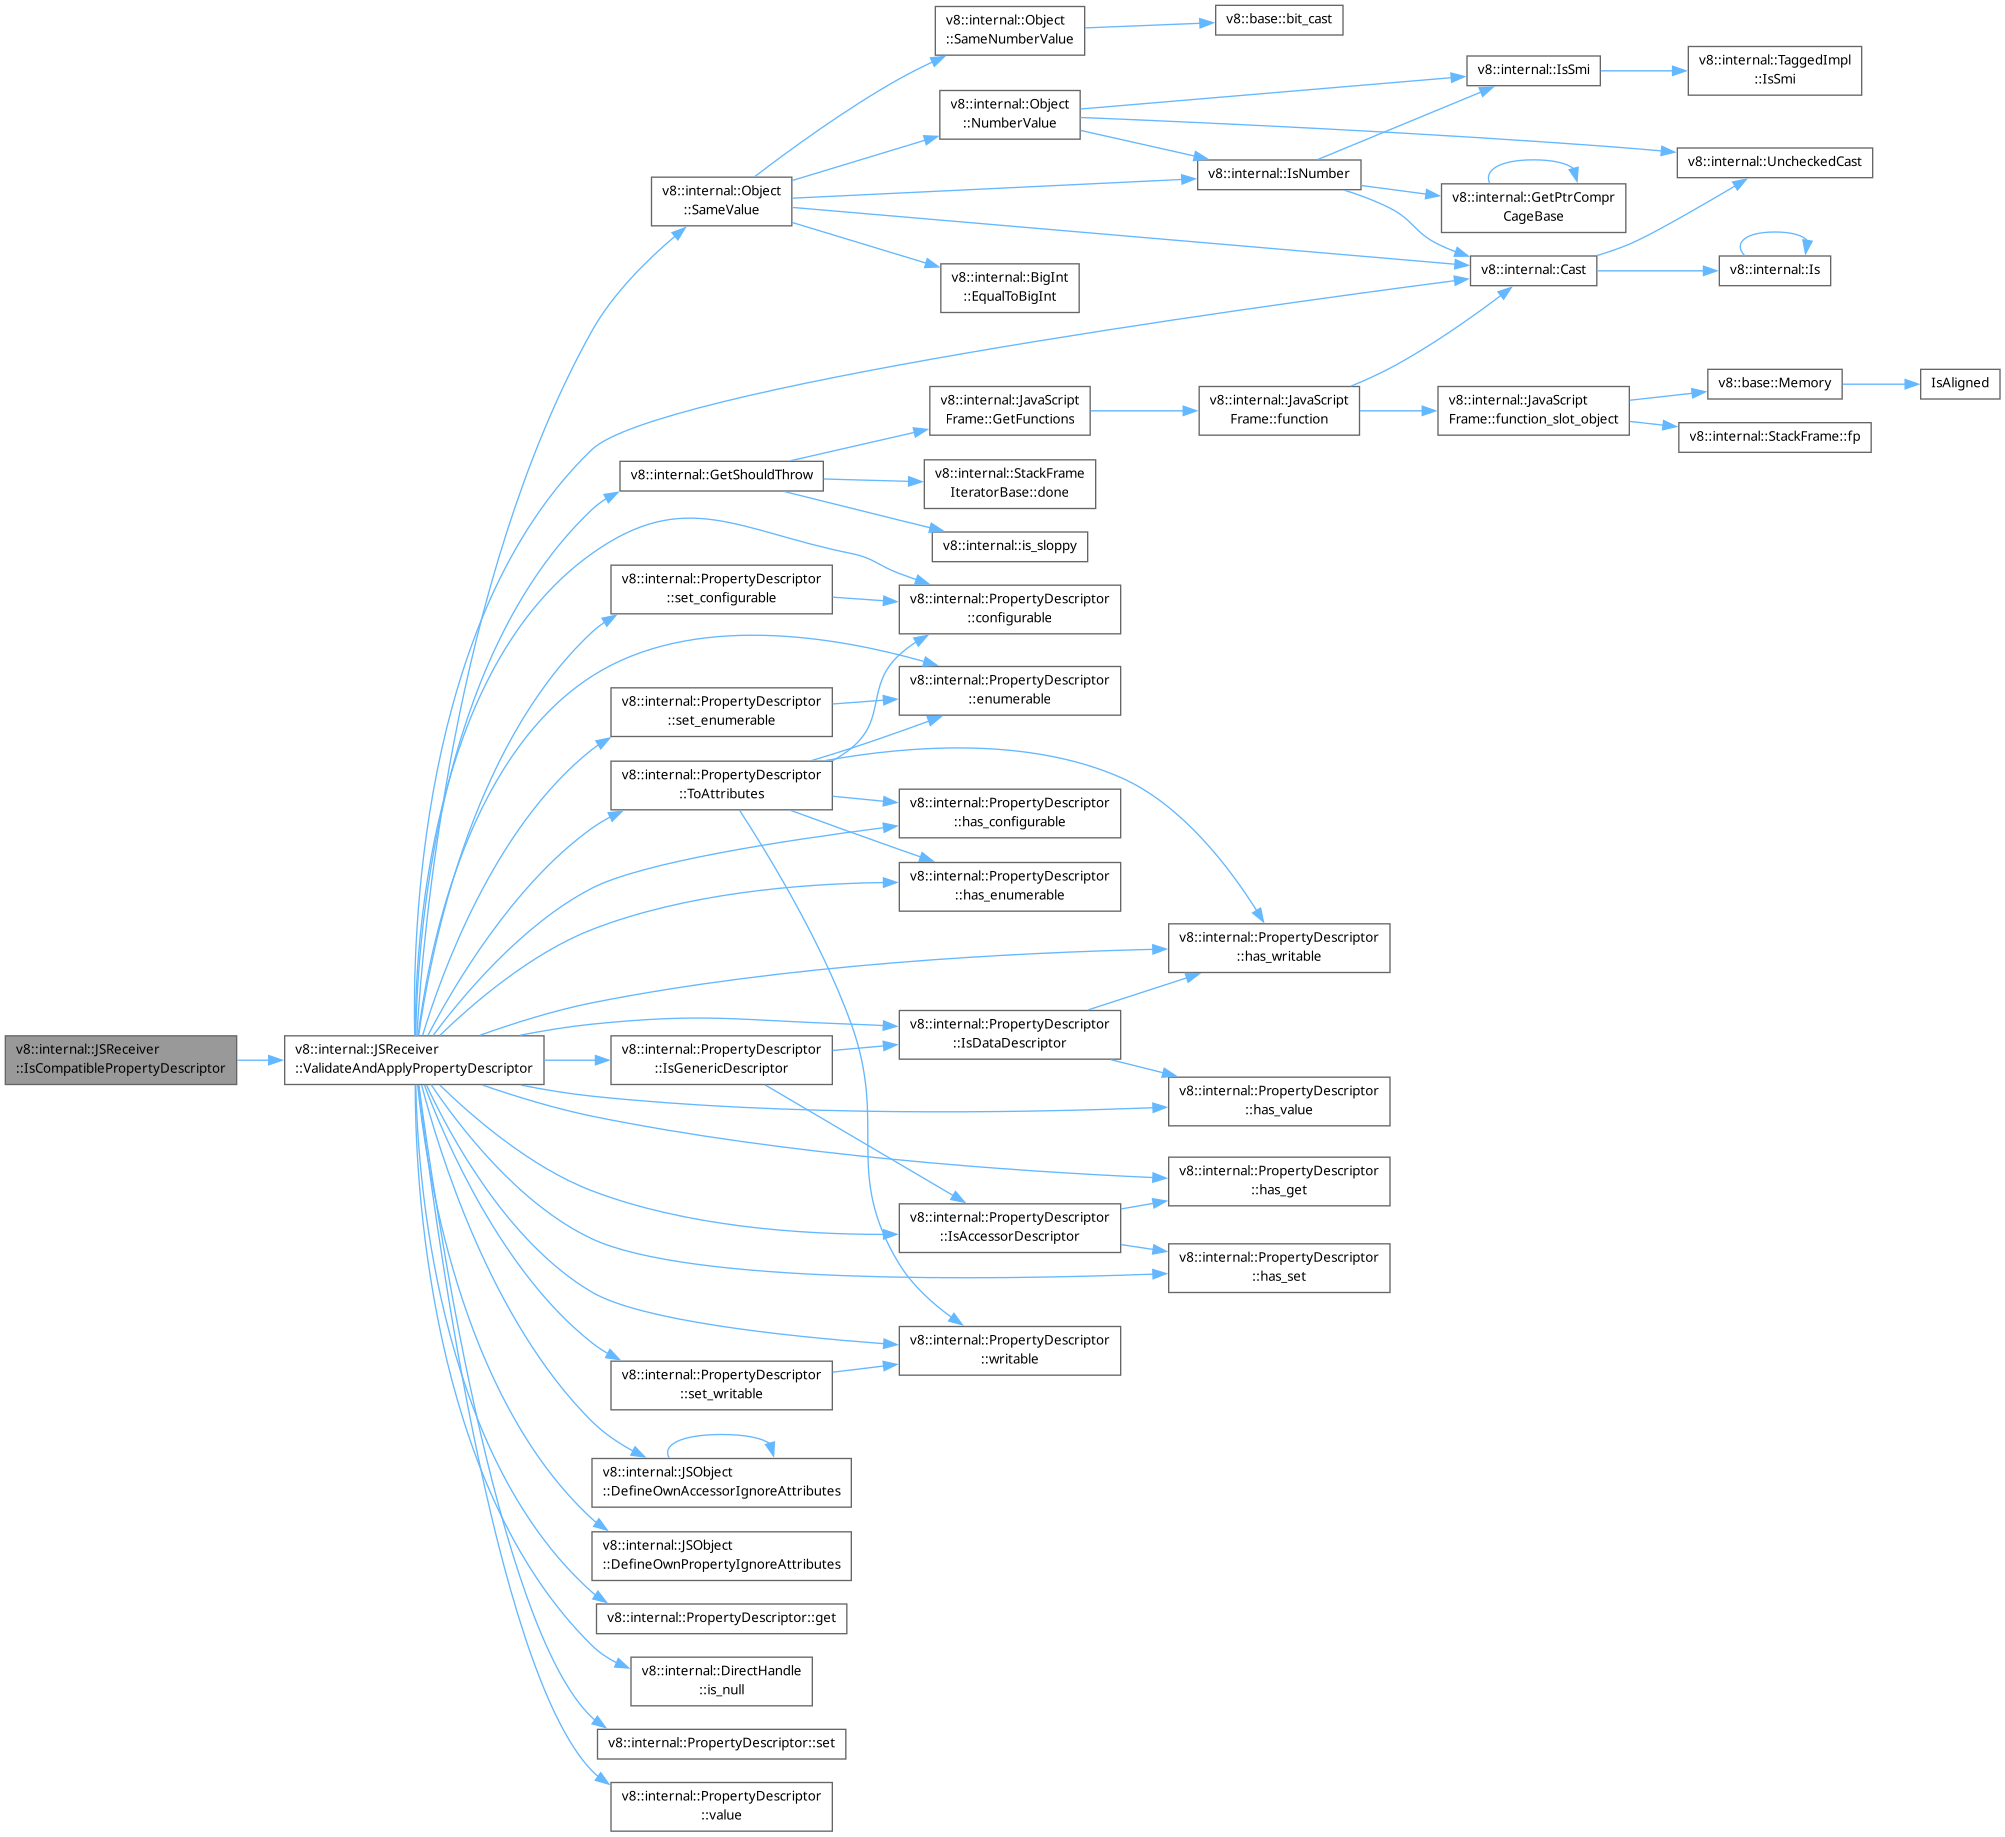 v8::internal::JSReceiver
::IsCompatiblePropertyDescriptor
v8::internal::JSReceiver
::ValidateAndApplyPropertyDescriptor
v8::internal::Object
::SameValue
v8::internal::Object
::SameNumberValue
v8::base::bit_cast
v8::internal::Object
::NumberValue
v8::internal::IsSmi
v8::internal::TaggedImpl
::IsSmi
v8::internal::IsNumber
v8::internal::UncheckedCast
v8::internal::GetPtrCompr
CageBase
v8::internal::BigInt
::EqualToBigInt
v8::internal::Cast
v8::internal::Is
v8::internal::GetShouldThrow
v8::internal::JavaScript
Frame::GetFunctions
v8::internal::JavaScript
Frame::function
v8::internal::JavaScript
Frame::function_slot_object
v8::base::Memory
IsAligned
v8::internal::StackFrame::fp
v8::internal::StackFrame
IteratorBase::done
v8::internal::is_sloppy
v8::internal::PropertyDescriptor
::set_configurable
v8::internal::PropertyDescriptor
::configurable
v8::internal::PropertyDescriptor
::set_enumerable
v8::internal::PropertyDescriptor
::enumerable
v8::internal::PropertyDescriptor
::ToAttributes
v8::internal::PropertyDescriptor
::has_configurable
v8::internal::PropertyDescriptor
::has_enumerable
v8::internal::PropertyDescriptor
::has_writable
v8::internal::PropertyDescriptor
::IsGenericDescriptor
v8::internal::PropertyDescriptor
::IsDataDescriptor
v8::internal::PropertyDescriptor
::has_value
v8::internal::PropertyDescriptor
::has_get
v8::internal::PropertyDescriptor
::IsAccessorDescriptor
v8::internal::PropertyDescriptor
::has_set
v8::internal::PropertyDescriptor
::writable
v8::internal::PropertyDescriptor
::set_writable
v8::internal::JSObject
::DefineOwnAccessorIgnoreAttributes
v8::internal::JSObject
::DefineOwnPropertyIgnoreAttributes
v8::internal::PropertyDescriptor::get
v8::internal::DirectHandle
::is_null
v8::internal::PropertyDescriptor::set
v8::internal::PropertyDescriptor
::value